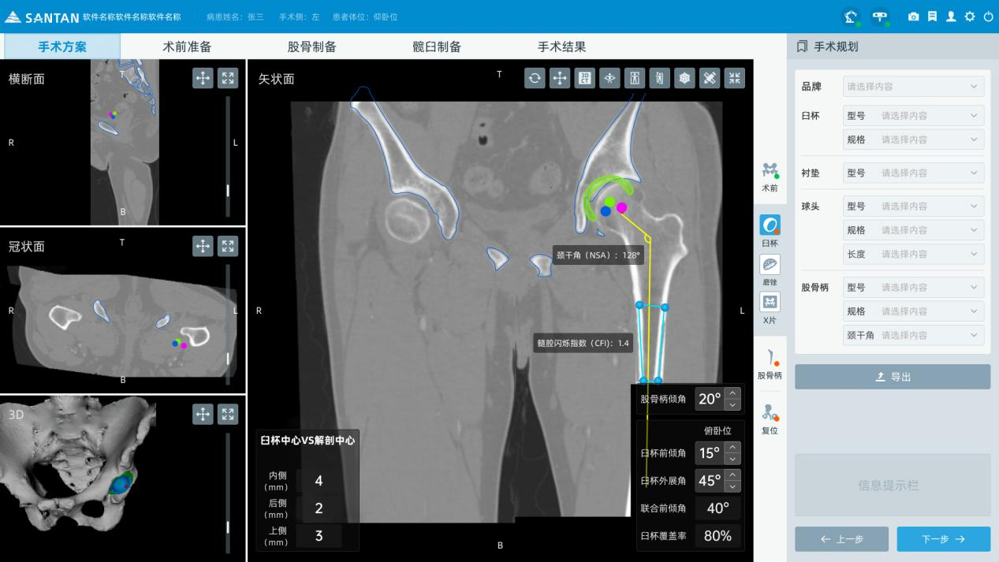 SANTAN 软件名称软件名称软件名称 病患姓名：张三 手术侧：左 患者体位：仰卧位
手术方案 术前准备 股骨制备 髋臼制备 手术结果
横断面
T
R
L
B
冠状面
T
R
L
B
3D
矢状面
T
3D
CT
R
L
B
颈干角（NSA）：128°
髓腔闪烁指数（CFI）：1.4
臼杯中心VS解剖中心
内侧
（mm） 4
后侧
（mm） 2
上侧
（mm） 3
股骨柄倾角 20°
俯卧位
臼杯前倾角 15°
臼杯外展角 45°
联合前倾角 40°
臼杯覆盖率 80%
术前
臼杯
磨锉
X片
股骨柄
复位
手术规划
品牌 请选择内容
臼杯 型号 请选择内容
规格 请选择内容
衬垫 型号 请选择内容
球头 型号 请选择内容
规格 请选择内容
长度 请选择内容
股骨柄 型号 请选择内容
规格 请选择内容
颈干角 请选择内容
导出
信息提示栏
上一步 下一步